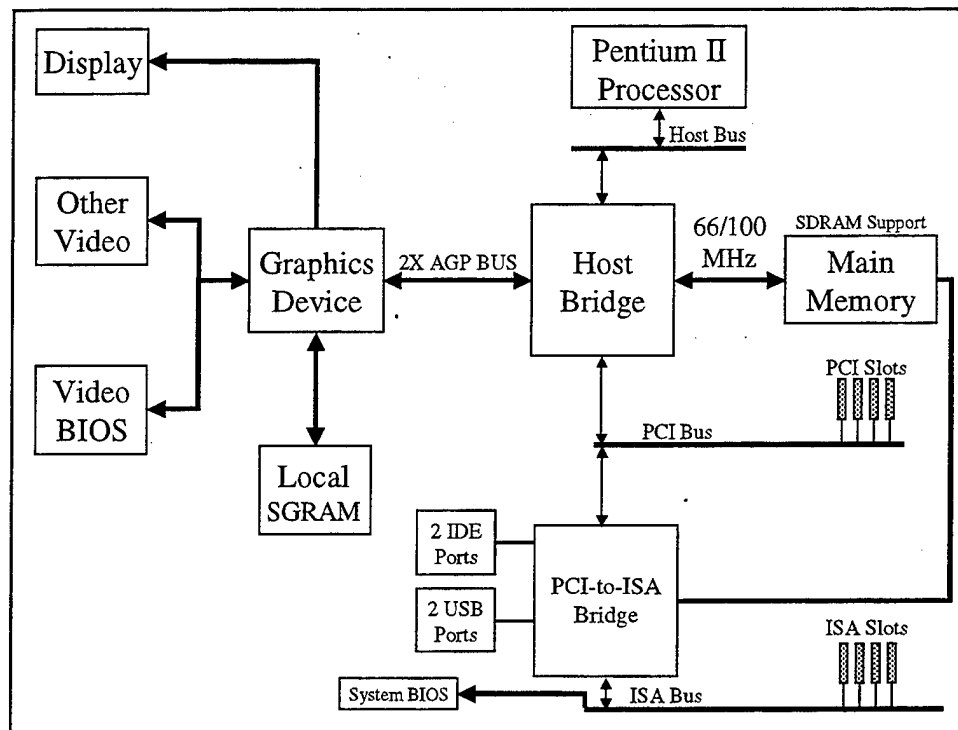 Display
Pentium II
Processor
Host Bus
Other
Video
Graphics
Device
2X AGP BUS
Host
Bridge
66/100
MHz
SDRAM Support
Main
Memory
Video
BIOS
PCI Slots
PCI Bus
Local
SGRAM
2 IDE
Ports
PCI-to-ISA
Bridge
2 USB
Ports
ISA Slots
System BIOS
ISA Bus